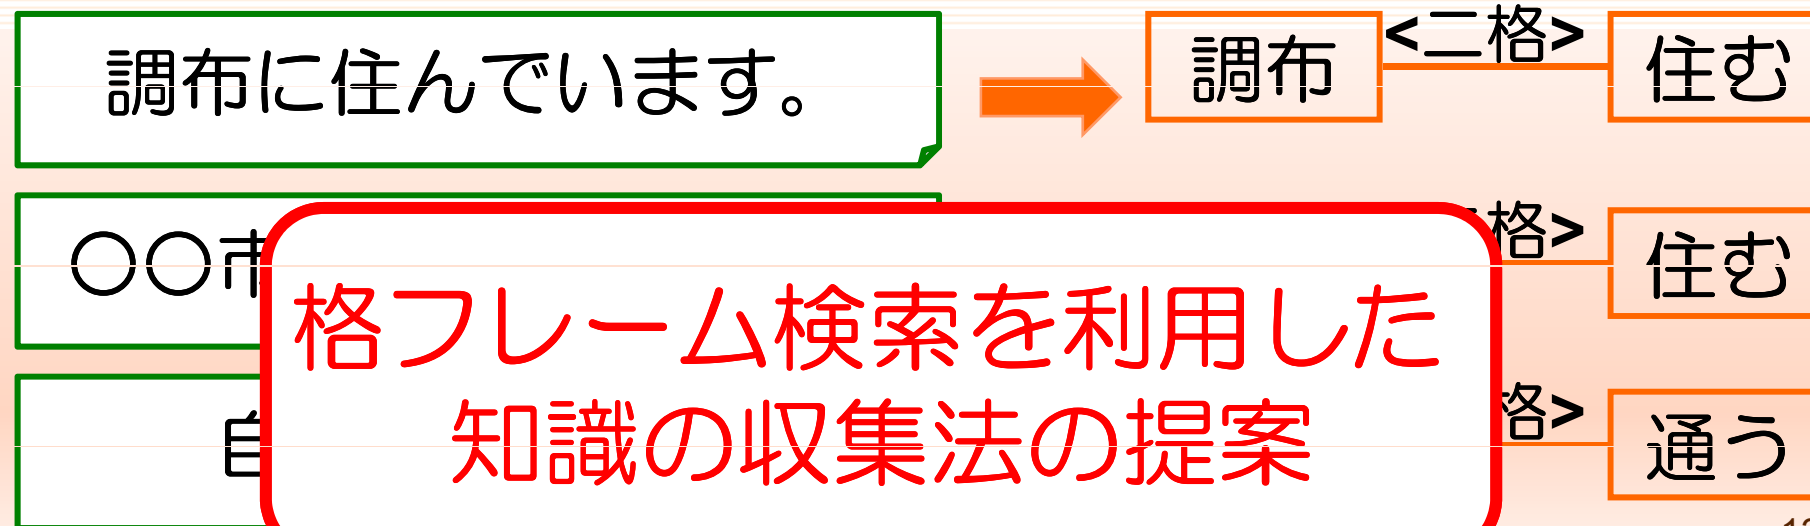 調布に住んでいます。
調布
<ニ格>
住む
○○市
格>
住む
格フレーム検索を利用した
知識の収集法の提案
格>
通う